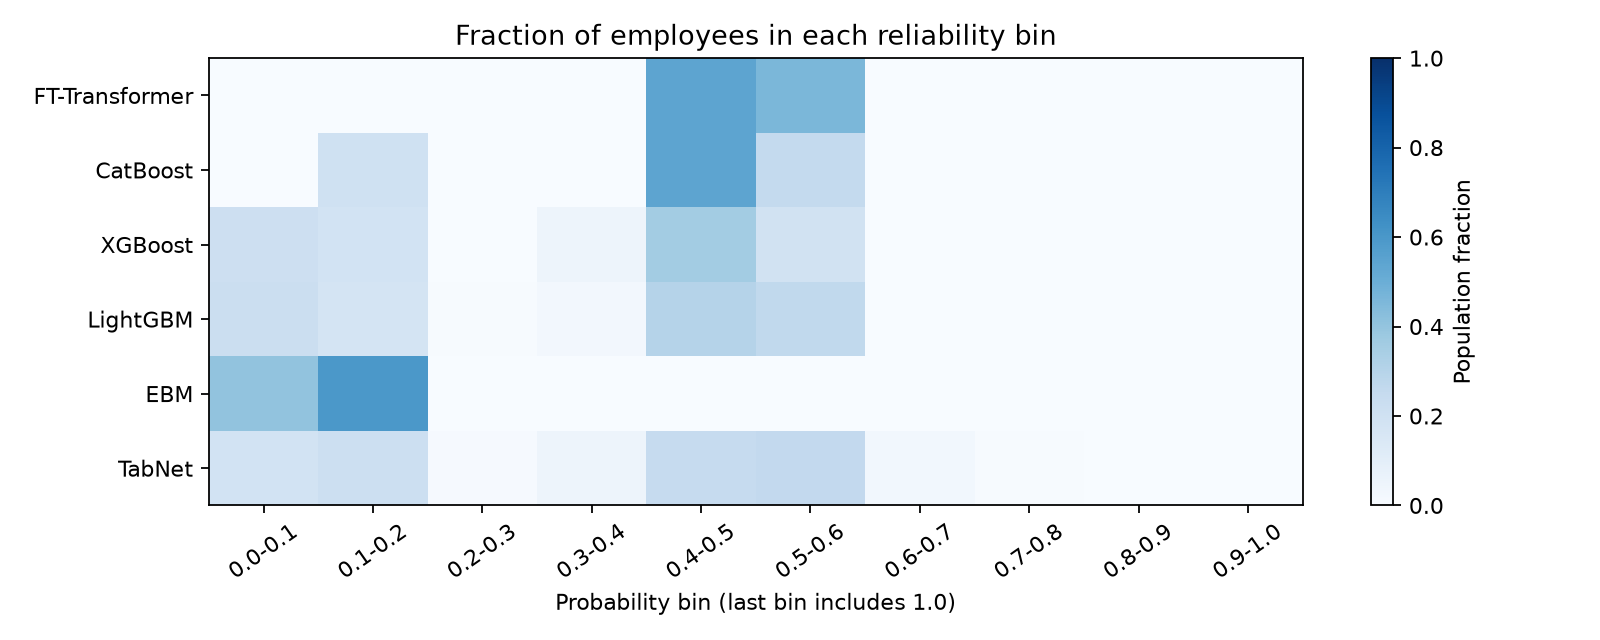 Fraction of employees in each reliability bin
FT-Transformer
CatBoost
XGBoost
LightGBM
EBM
TabNet
0.0-0.1
0.1-0.2
0.2-0.3
0.3-0.4
0.4-0.5
0.5-0.6
0.6-0.7
0.7-0.8
0.8-0.9
0.9-1.0
Probability bin (last bin includes 1.0)
1.0
0.8
0.6
0.4
0.2
0.0
Population fraction